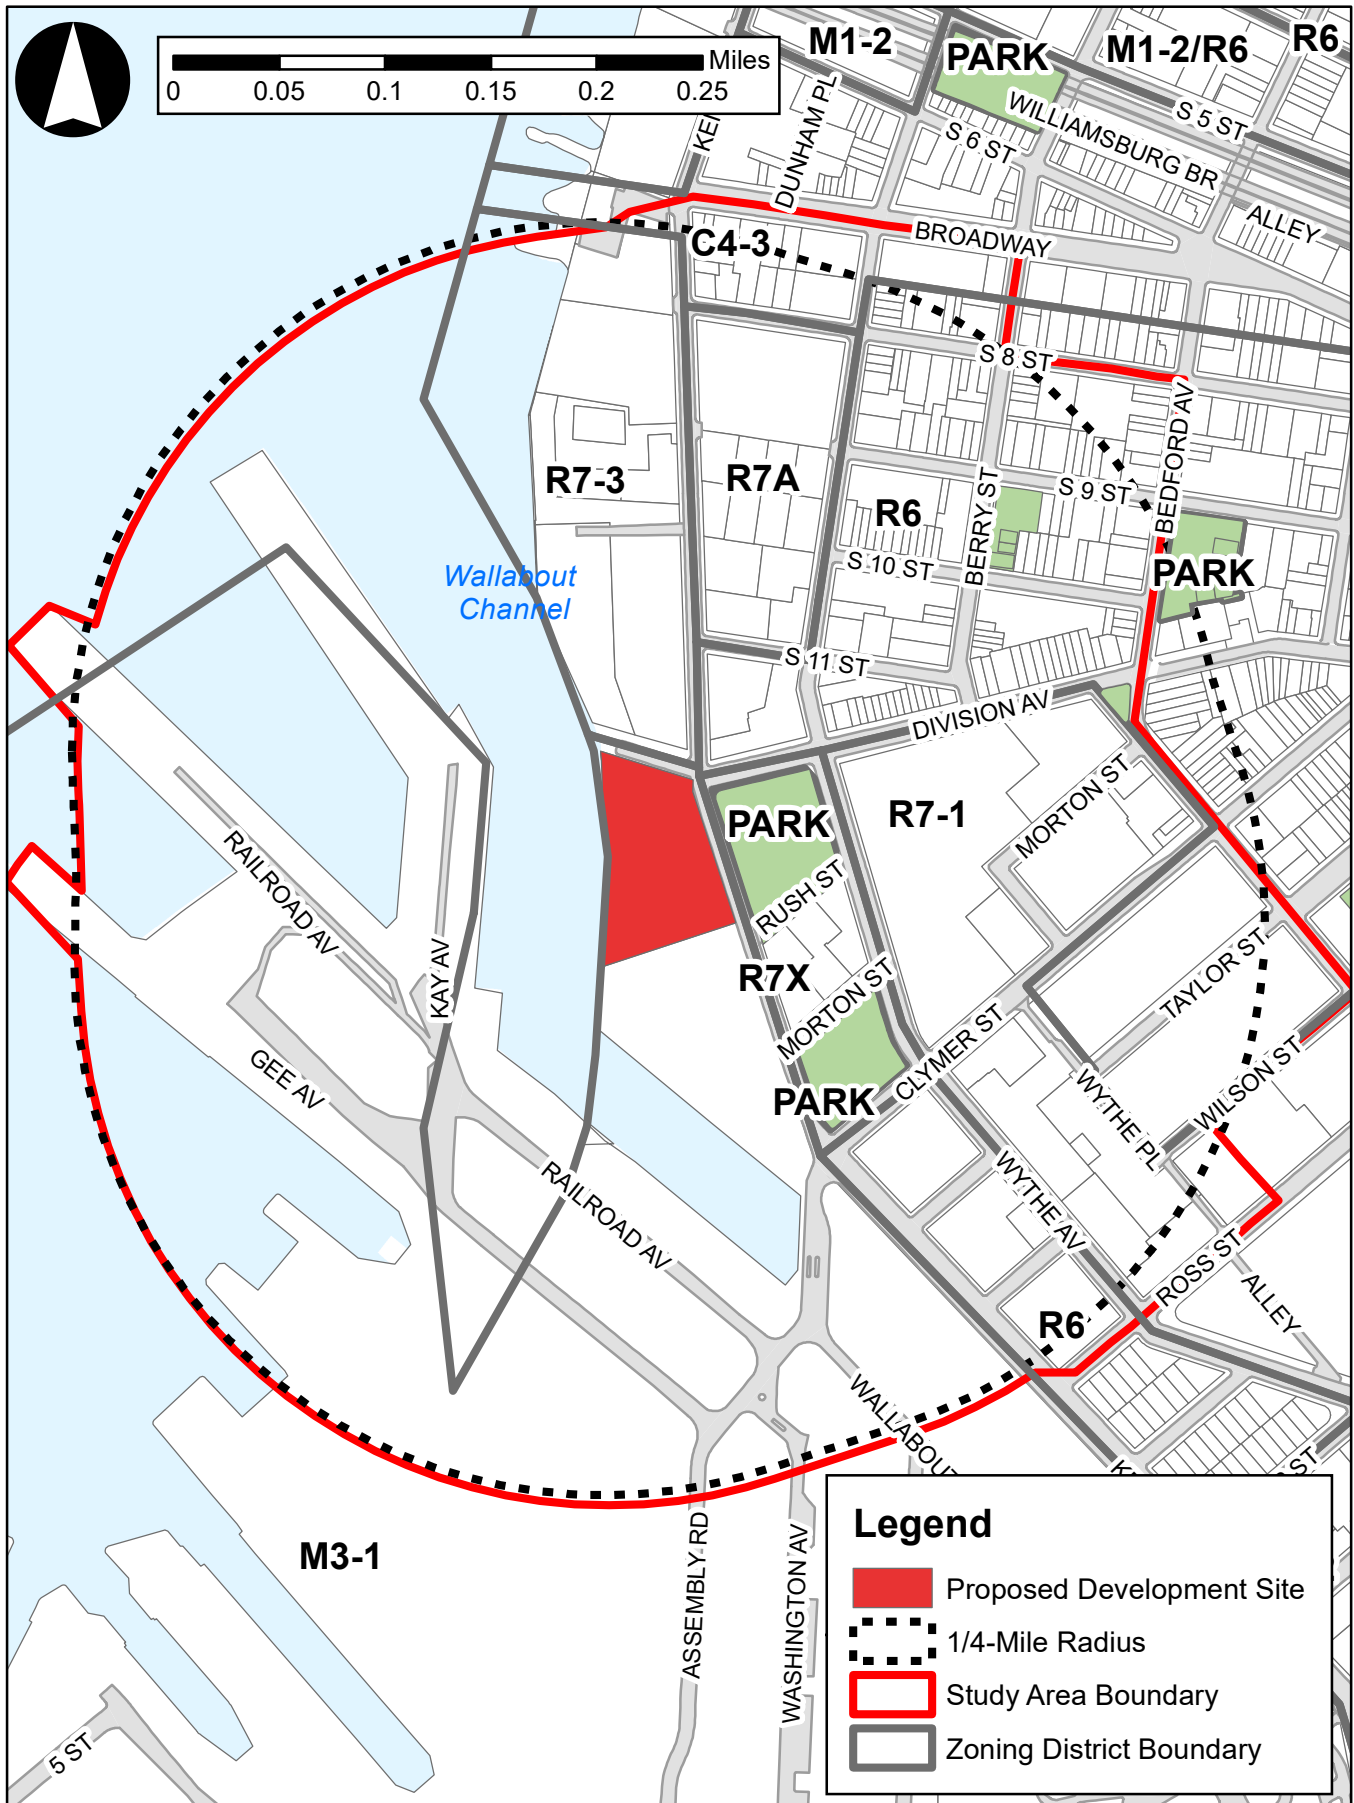 M1-2
PARK
M1-2/R6
R6
Miles
0
0.05
0.1
0.15
0.2
0.25
S 5 ST
WILLIAMSBURG BR
S 6 ST
DUNHAM PL
ALLEY
BROADWAY
C4-3
S 8 ST
BEDFORD AV
R7-3
R7A
S 9 ST
R6
BERRY ST
S 10 ST
PARK
Wallabout
Channel
S 11 ST
DIVISION AV
MORTON ST
R7-1
PARK
RUSH ST
RAILROAD AV
KAY AV
R7X
MORTON ST
TAYLOR ST
CLYMER ST
GEE AV
PARK
WILSON ST
WYTHE PL
RAILROAD AV
WYTHE AV
ROSS ST
ALLEY
R6
WALLABOUT
M3-1
ASSEMBLY RD
WASHINGTON AV
5 ST
Legend
Proposed Development Site
1/4-Mile Radius
Study Area Boundary
Zoning District Boundary